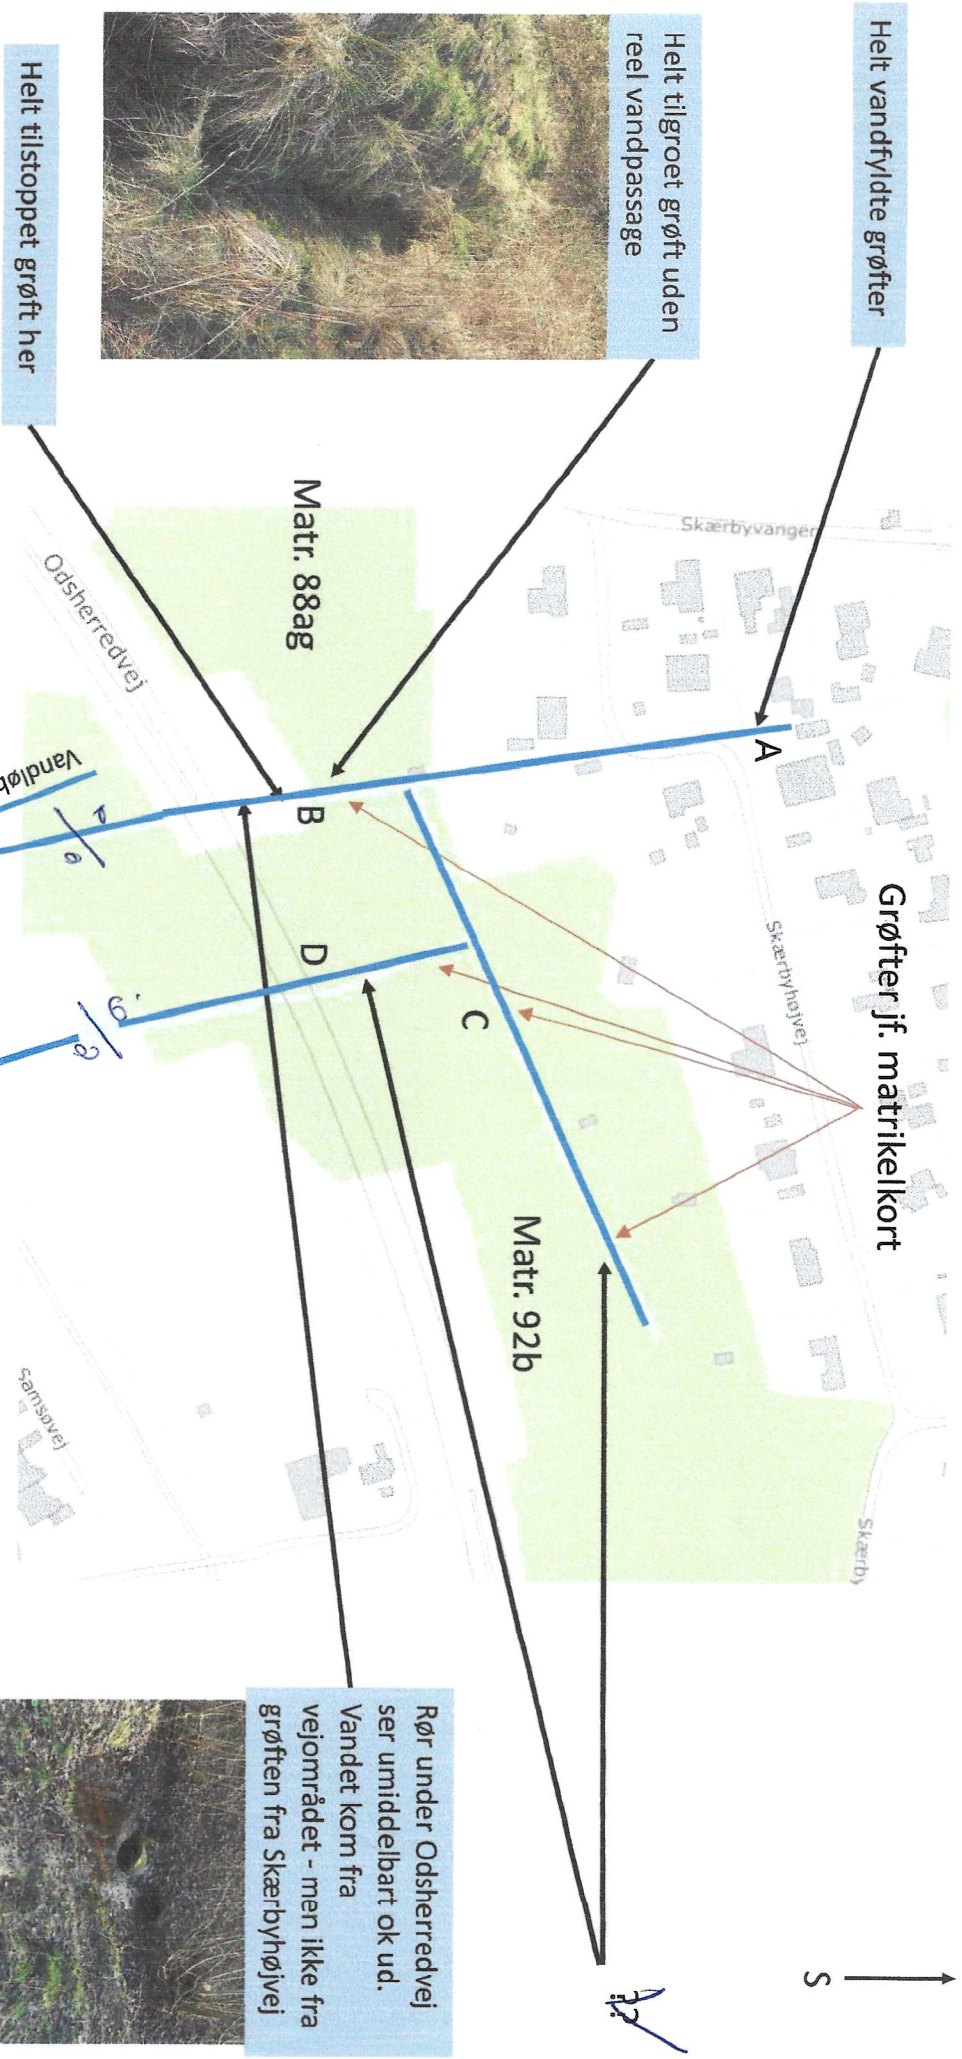 Helt vandfyldte grøfter
Helt tilgroet grøft uden
reel vandpassage
Helt tilstoppet grøft her
Skærbyvangen
Matr. 88ag
Odsherredvej
Vandløb
A
B
D
C
Skærbyhøjvej
Grøfter jf. matrikelkort
Matr. 92b
Samsøvej
Skærby
Rør under Odsherredvej
ser umiddelbart ok ud.
Vandet kom fra
vejområdet - men ikke fra
grøften fra Skærbyhøjvej
??
S